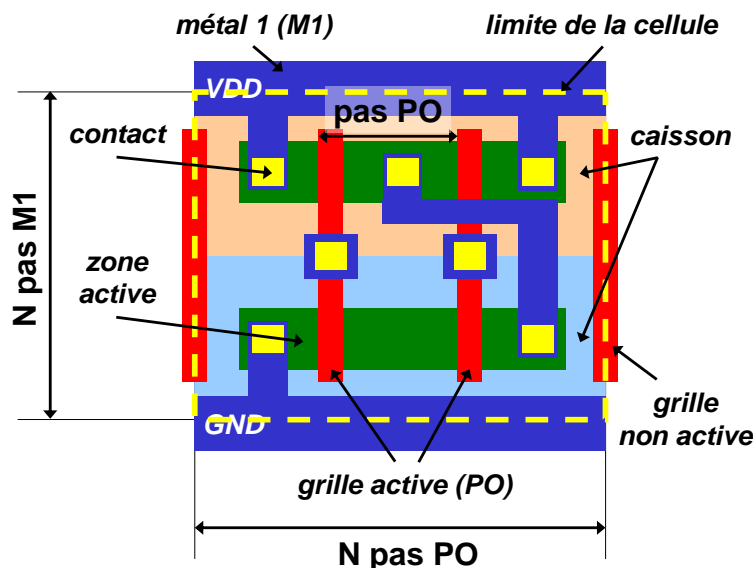 métal 1 (M1)
limite de la cellule
VDD
pas PO
contact
caisson
N pas M1
zone
active
GND
grille
non active
grille active (PO)
N pas PO